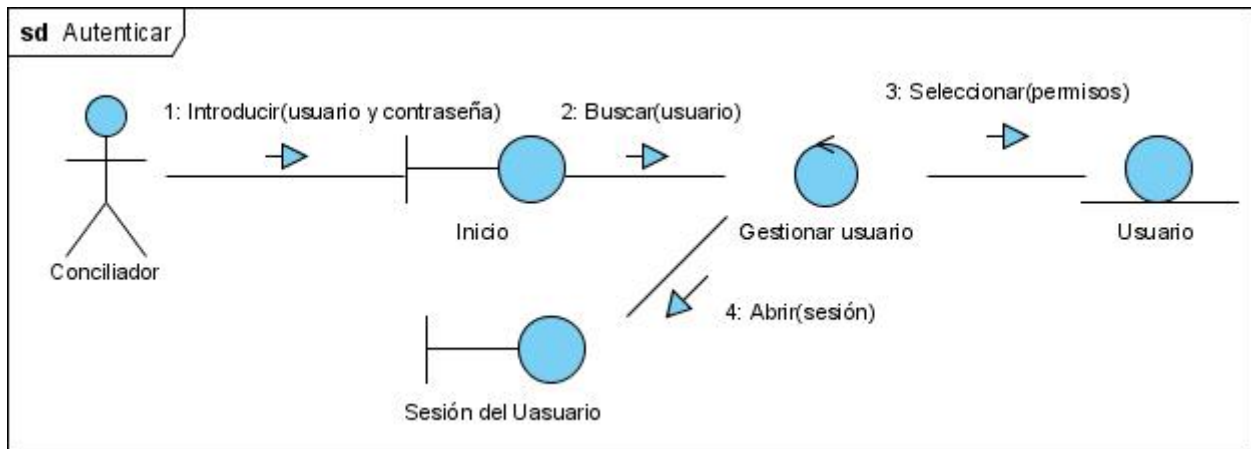 sd Autenticar
1: Introducir(usuario y contraseña)
2: Buscar(usuario)
3: Seleccionar(permisos)
Conciliador
Inicio
Gestionar usuario
Usuario
4: Abrir(sesión)
Sesión del Uasuario